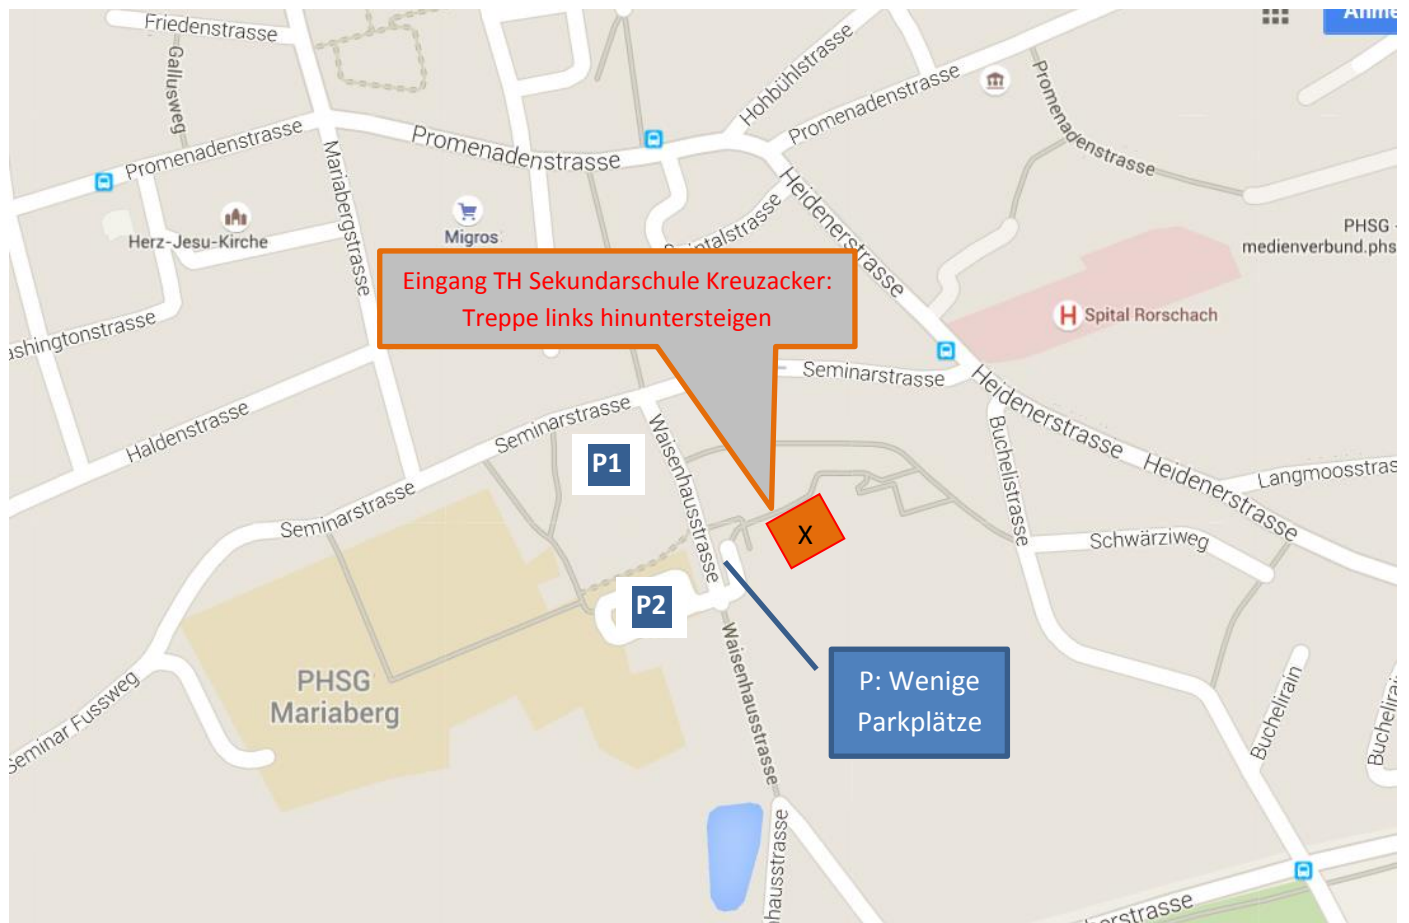 Friedenstrasse
Gallusweg
Promenadenstrasse
Promenadenstrasse
Hohbühlstrasse
Promenadenstrasse
Promenadenstrasse
Mariabergstrasse
Herz-Jesu-Kirche
Migros
Heidenerstrasse
PHSG -
medienverbund.phs
Eingang TH Sekundarschule Kreuzacker:
Treppe links hinuntersteigen
H Spital Rorschach
ashingtonstrasse
Seminarstrasse
Heidenerstrasse
Haldenstrasse
Seminarstrasse
Waisenhausstrasse
Buchelistrasse
Heidenerstrasse
Langmoosstras
P1
Seminarstrasse
X
Schwärziweg
P2
PHSG
Mariaberg
Waisenhausstrasse
P: Wenige
Parkplätze
Seminar Fussweg
Buchelirain
Buchelirai
hausstrasse